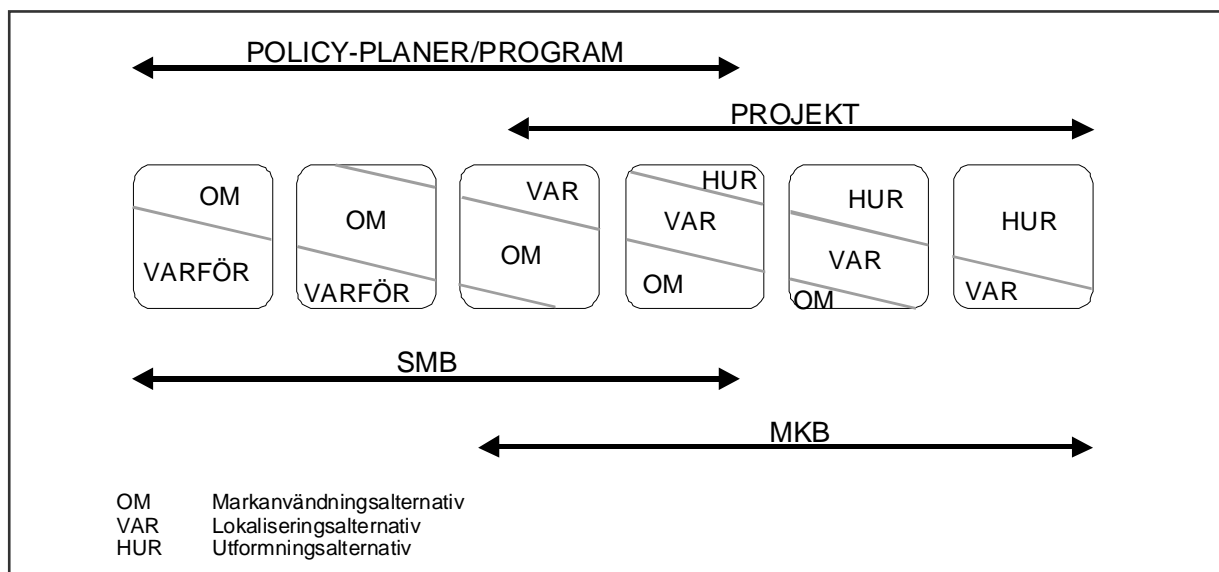 POLICY-PLANER/PROGRAM
PROJEKT
OM
VARFÖR
OM
VARFÖR
VAR
OM
HUR
VAR
OM
HUR
VAR
OM
HUR
VAR
SMB
MKB
OM Markanvändningsalternativ
VAR Lokaliseringsalternativ
HUR Utformningsalternativ